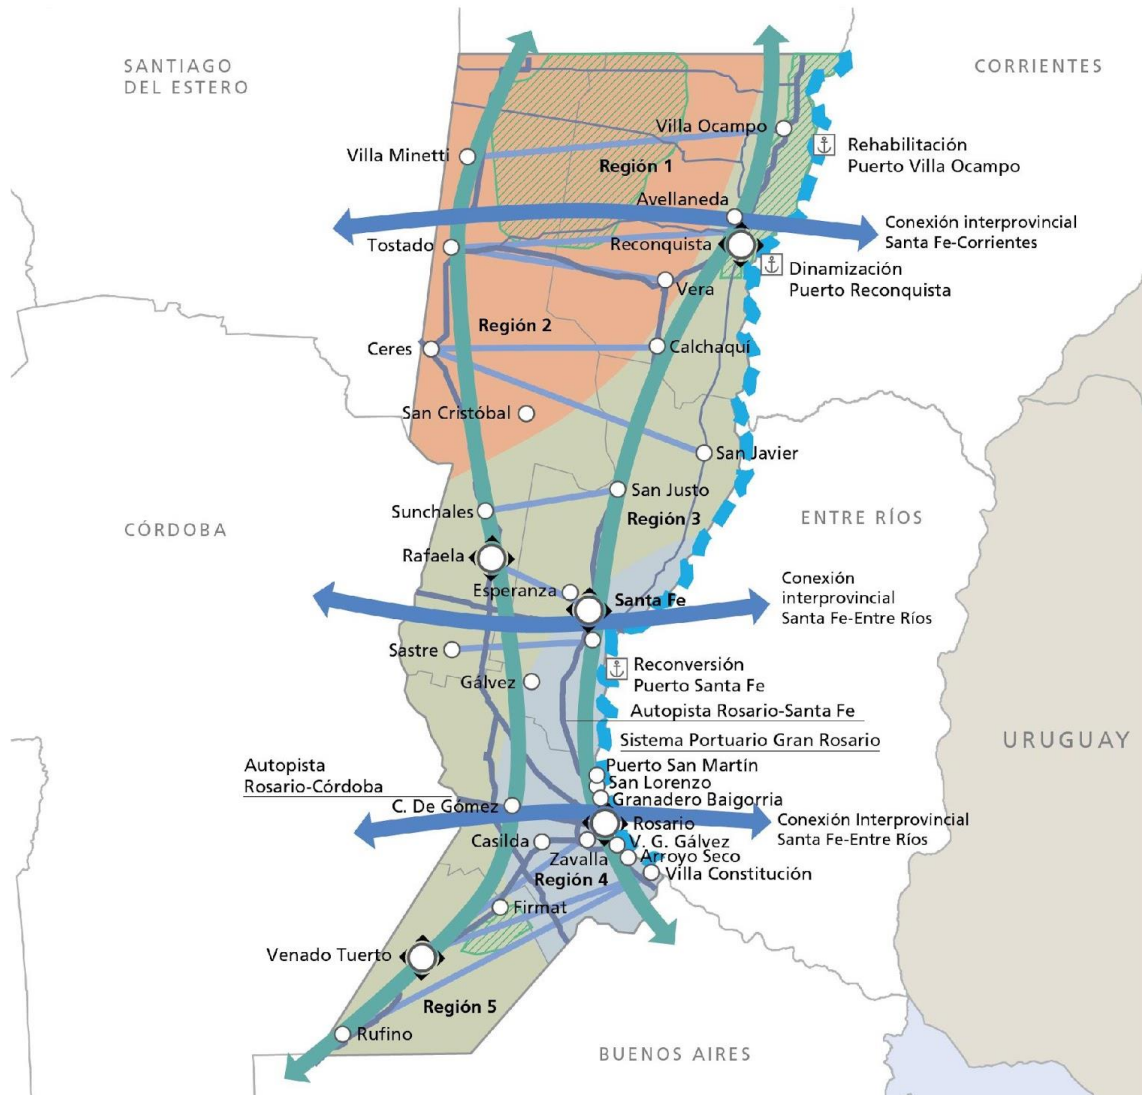 SANTIAGO
DEL ESTERO
CORRIENTES
Villa Ocampo
Villa Minetti
Rehabilitación
Puerto Villa Ocampo
Región 1
Avellaneda
Conexión interprovincial
Santa Fe-Corrientes
Tostado
Reconquista
Dinamización
Puerto Reconquista
Vera
Región 2
Ceres
Calchaquí
San Cristóbal
San Javier
San Justo
Sunchales
Región 3
CÓRDOBA
ENTRE RÍOS
Rafaela
Esperanza
Santa Fe
Conexión
interprovincial
Santa Fe-Entre Ríos
Sastre
Gálvez
Reconversión
Puerto Santa Fe
Autopista Rosario-Santa Fe
Sistema Portuario Gran Rosario
URUGUAY
Autopista
Rosario-Córdoba
Puerto San Martín
San Lorenzo
Granadero Baigorria
C. De Gómez
Rosario
Conexión Interprovincial
Santa Fe-Entre Ríos
Casilda
Zavalla
V. G. Gálvez
Arroyo Seco
Villa Constitución
Región 4
Firmat
Venado Tuerto
Región 5
Rufino
BUENOS AIRES